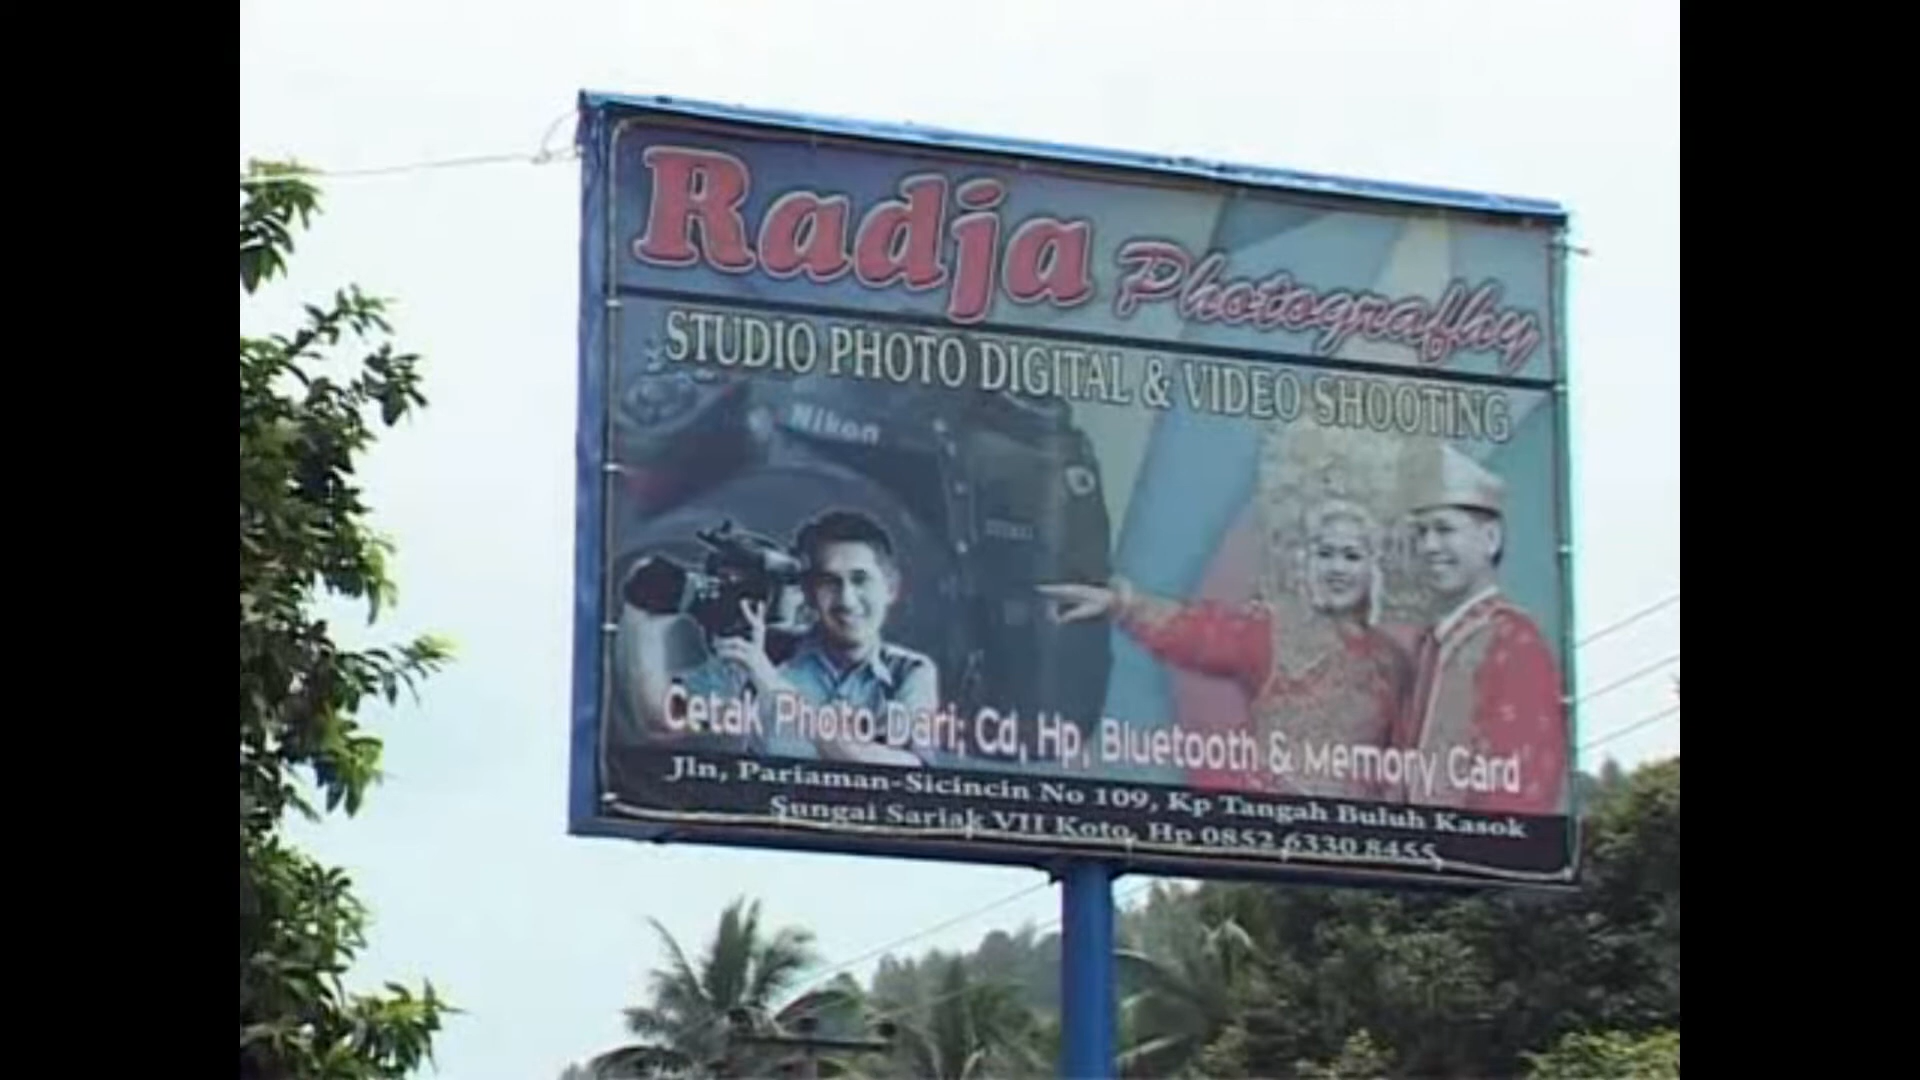 Radja Photografhy
STUDIO PHOTO DIGITAL & VIDEO SHOOTING
Nikon
Cetak Photo Dari; Cd, Hp, Bluetooth & Memory Card
Jln, Pariaman-Sicincin No 109, Kp Tangah Buluh Kasok
Sungai Sariak VII Koto, Hp 0852 6330 8455